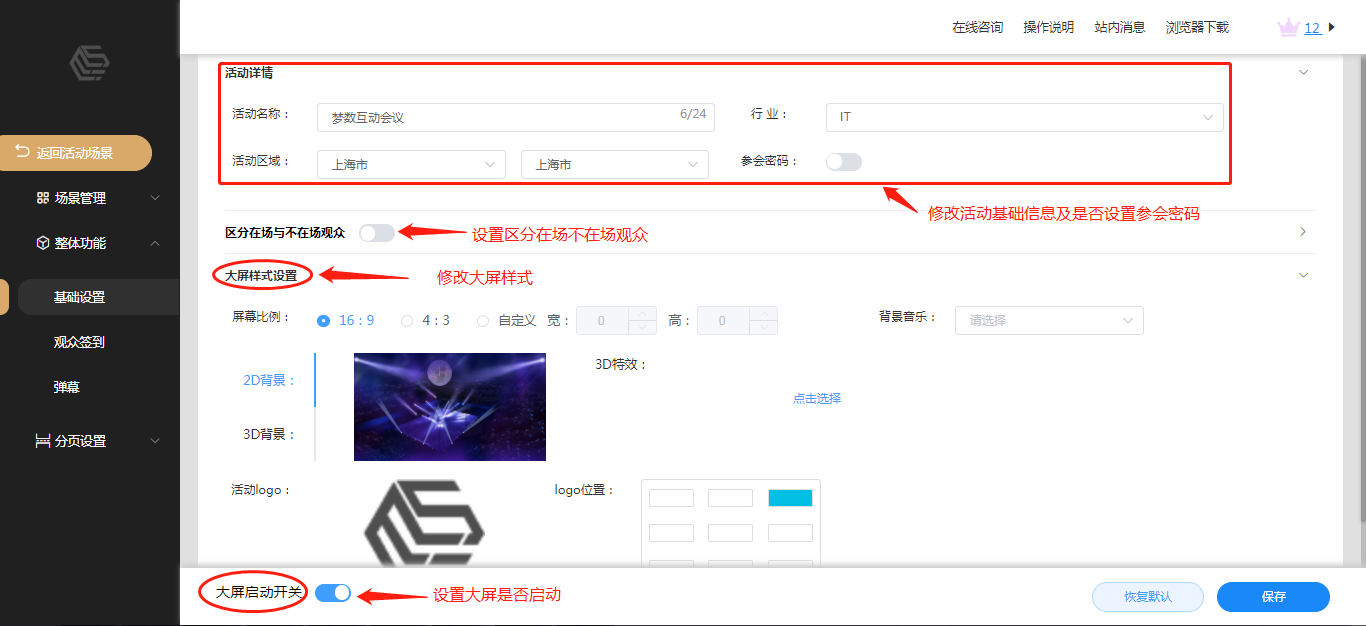 在线咨询 操作说明 站内消息 浏览器下载 12
返回活动场景
场景管理
整体功能
基础设置
观众签到
弹幕
分页设置
活动详情
活动名称： 梦数互动会议 6/24 行 业： IT
活动区域： 上海市 上海市 参会密码：
修改活动基础信息及是否设置参会密码
区分在场与不在场观众 设置区分在场不在场观众
大屏样式设置 修改大屏样式
屏幕比例： 16：9 4：3 自定义 宽： 0 高： 0 背景音乐： 请选择
2D背景： 3D特效：
点击选择
3D背景：
活动logo： logo位置：
大屏启动开关 设置大屏是否启动 恢复默认 保存